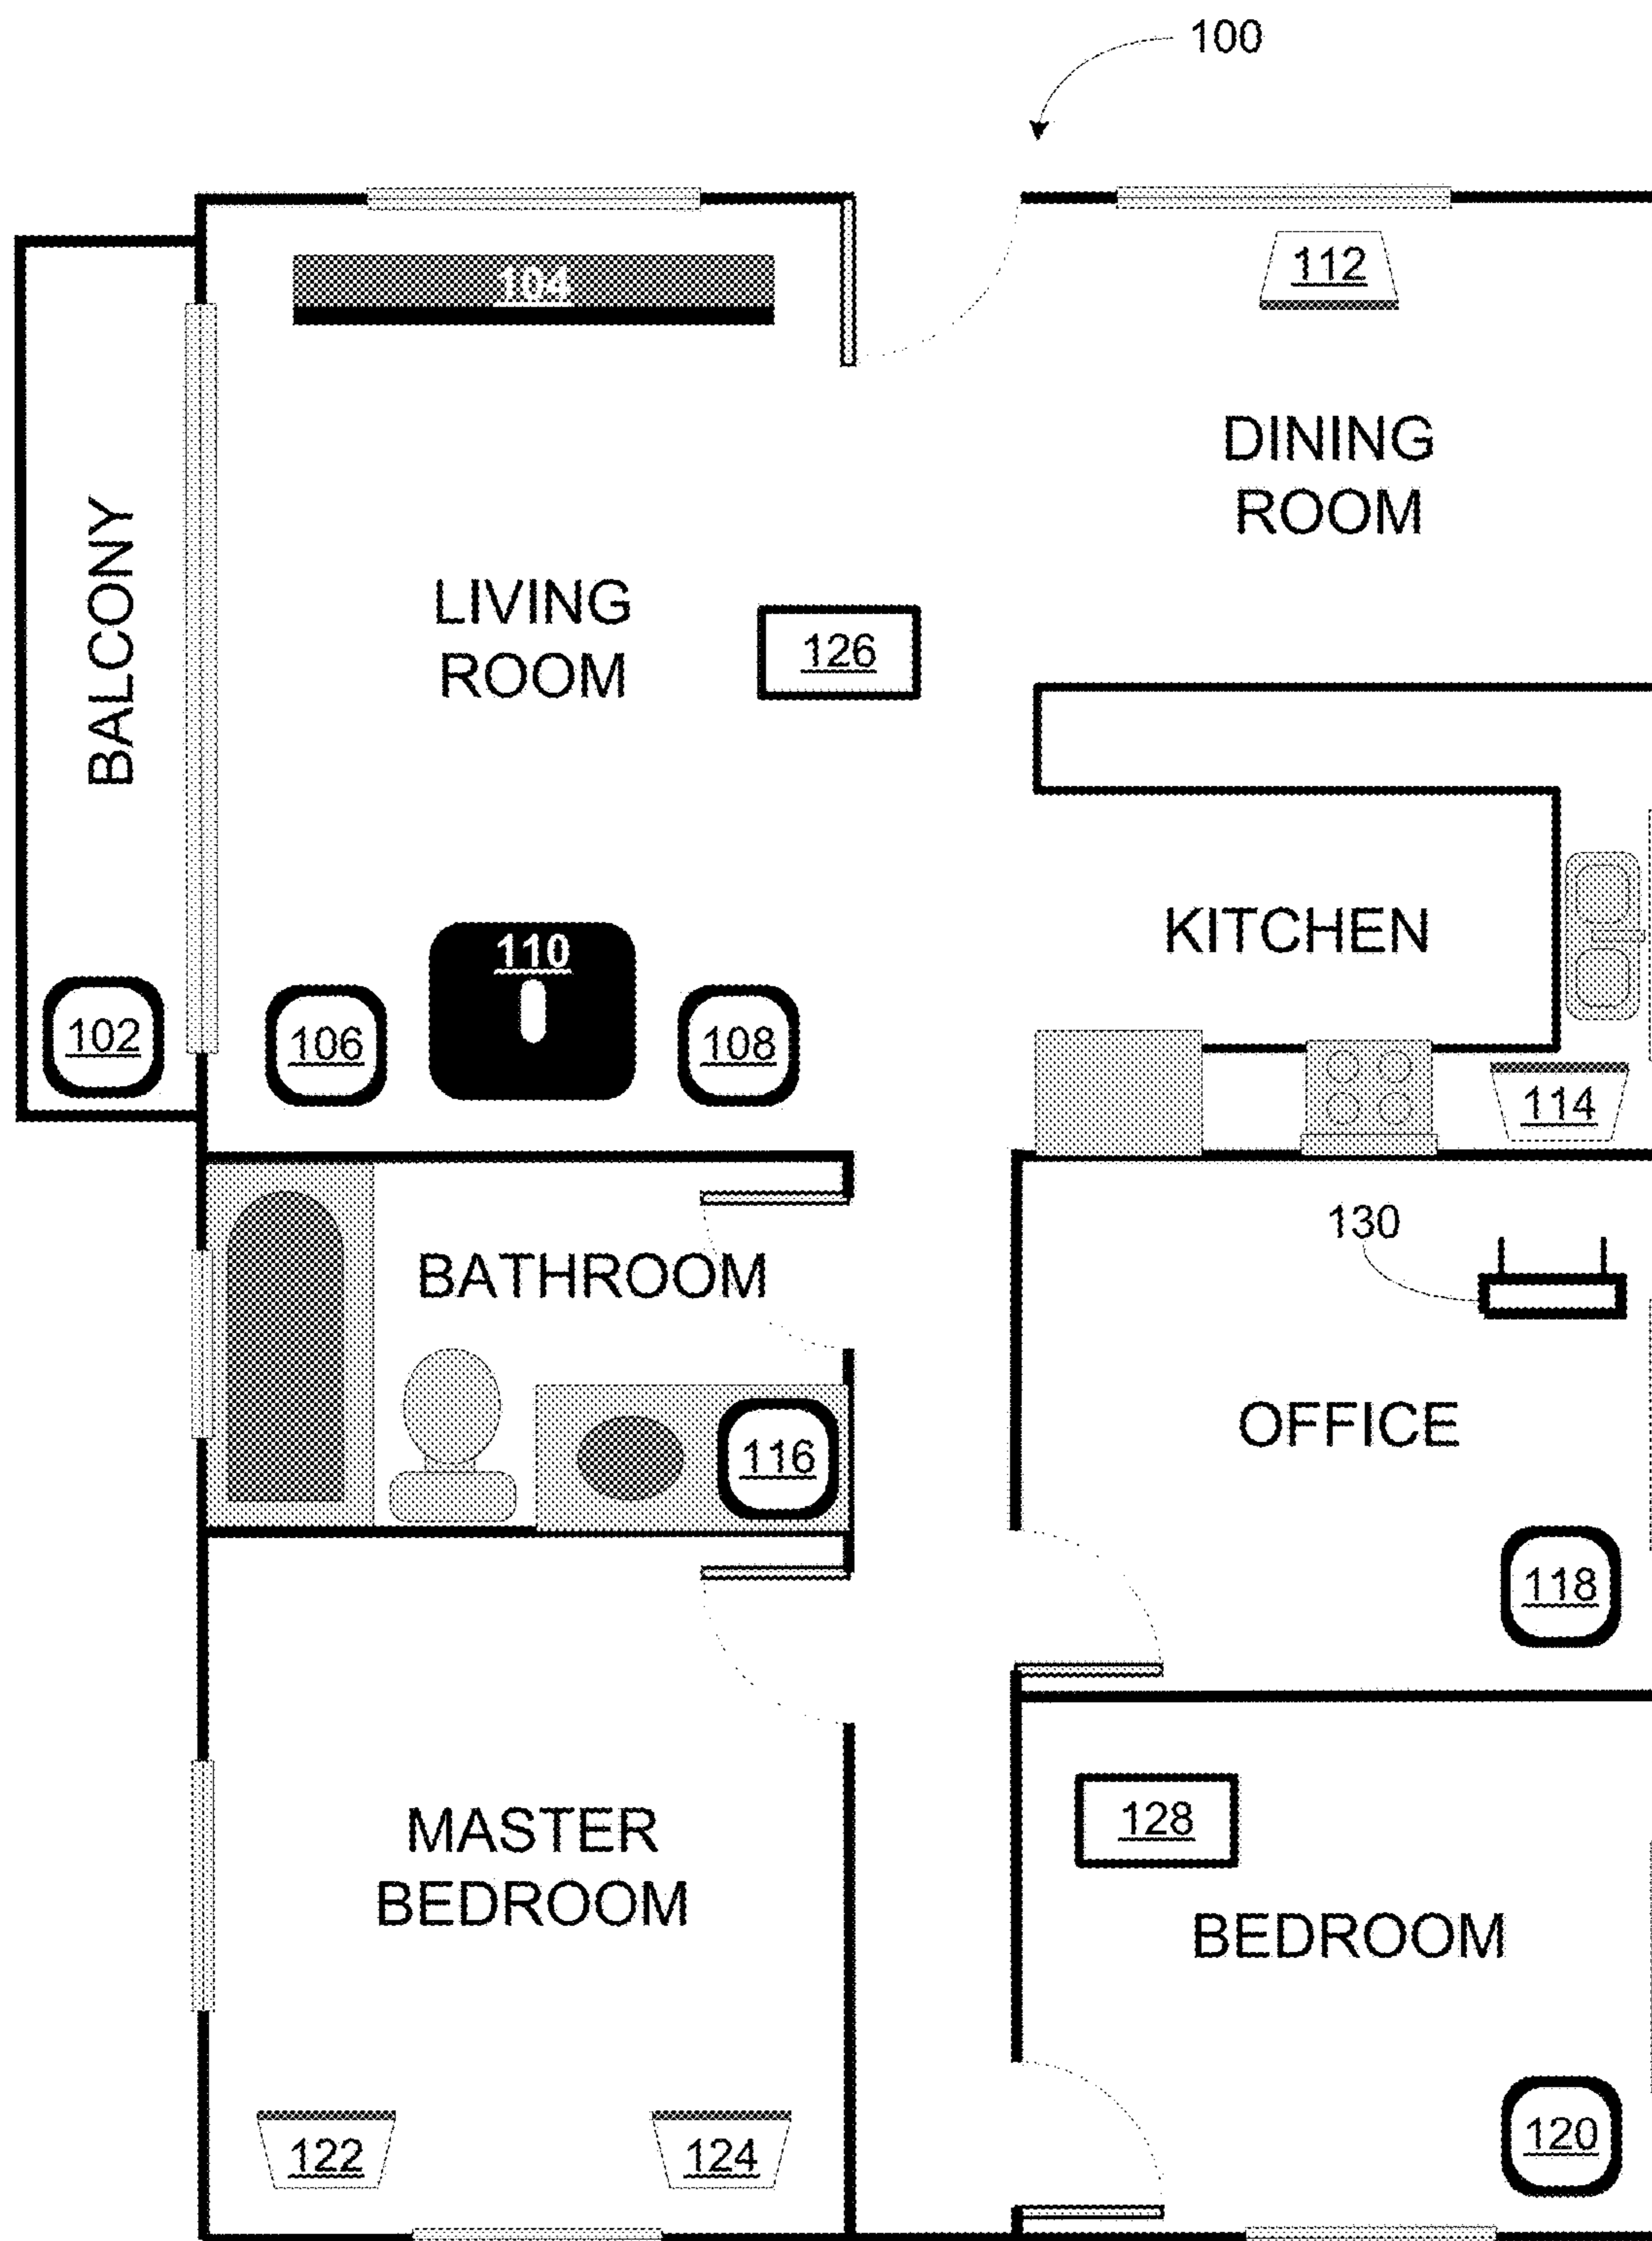 100
104
112
DINING
ROOM
BALCONY
LIVING
ROOM
126
KITCHEN
110
102
106
108
114
130
BATHROOM
OFFICE
116
118
128
MASTER
BEDROOM
BEDROOM
122
124
120